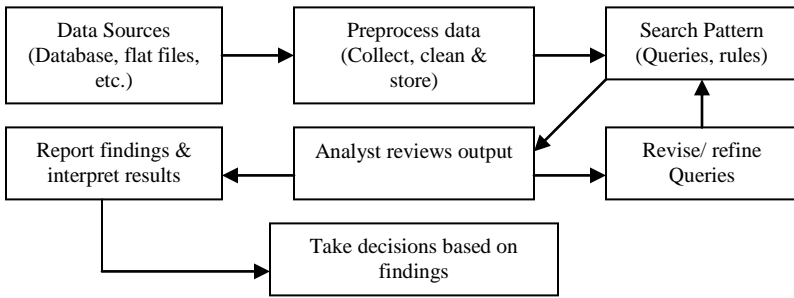 Data Sources
(Database, flat files,
etc.)
Preprocess data
(Collect, clean &
store)
Search Pattern
(Queries, rules)
Report findings &
interpret results
Analyst reviews output
Revise/ refine
Queries
Take decisions based on
findings